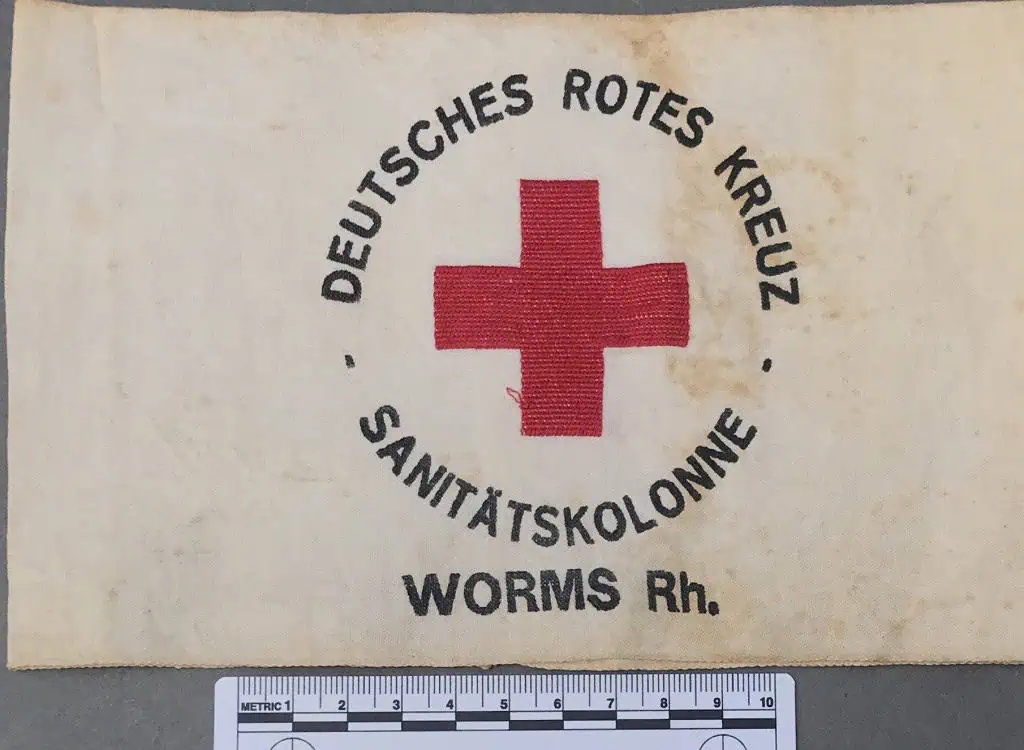 DEUTSCHES ROTES KREUZ
· SANITÄTSKOLONNE ·
WORMS Rh.
METRIC 1 2 3 4 5 6 7 8 9 10